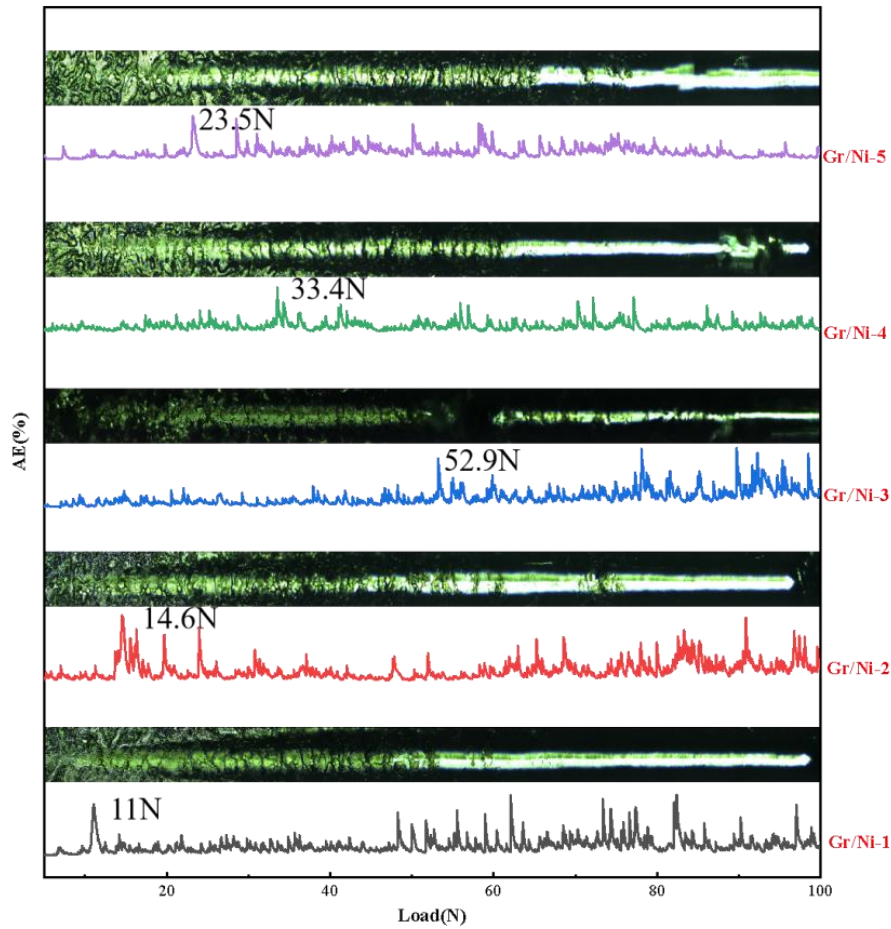 23.5N
Gr/Ni-5
33.4N
Gr/Ni-4
52.9N
Gr/Ni-3
14.6N
Gr/Ni-2
11N
Gr/Ni-1
AE(%)
20 40 60 80 100
Load(N)